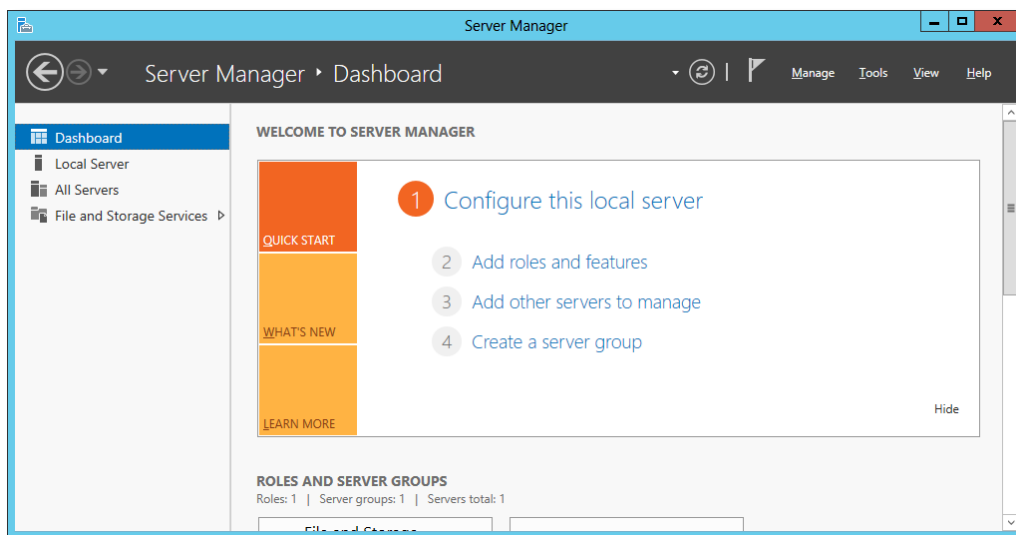 Server Manager
Server Manager ‣ Dashboard
Manage Tools View Help
Dashboard
Local Server
All Servers
File and Storage Services
WELCOME TO SERVER MANAGER
QUICK START
WHAT'S NEW
LEARN MORE
1 Configure this local server
2 Add roles and features
3 Add other servers to manage
4 Create a server group
Hide
ROLES AND SERVER GROUPS
Roles: 1 | Server groups: 1 | Servers total: 1
File and Storage